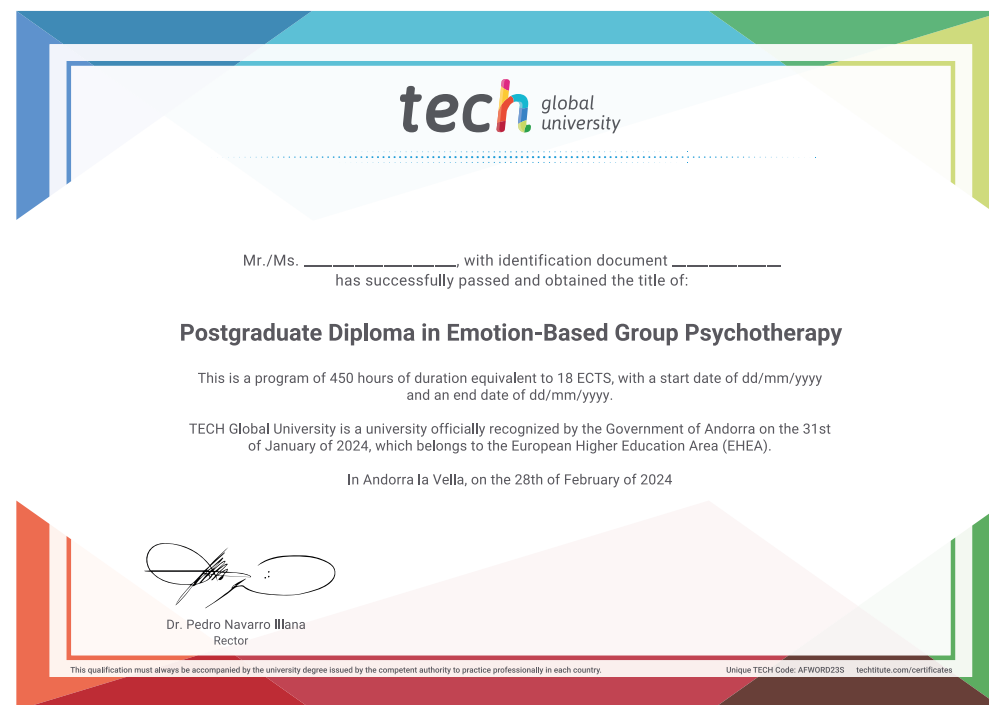 tech global
university
Mr./Ms. __________________, with identification document _____________
has successfully passed and obtained the title of:
Postgraduate Diploma in Emotion-Based Group Psychotherapy
This is a program of 450 hours of duration equivalent to 18 ECTS, with a start date of dd/mm/yyyy
and an end date of dd/mm/yyyy.
TECH Global University is a university officially recognized by the Government of Andorra on the 31st
of January of 2024, which belongs to the European Higher Education Area (EHEA).
In Andorra la Vella, on the 28th of February of 2024
Dr. Pedro Navarro Illana
Rector
This qualification must always be accompanied by the university degree issued by the competent authority to practice professionally in each country.
Unique TECH Code: AFWORD23S techtitute.com/certificates